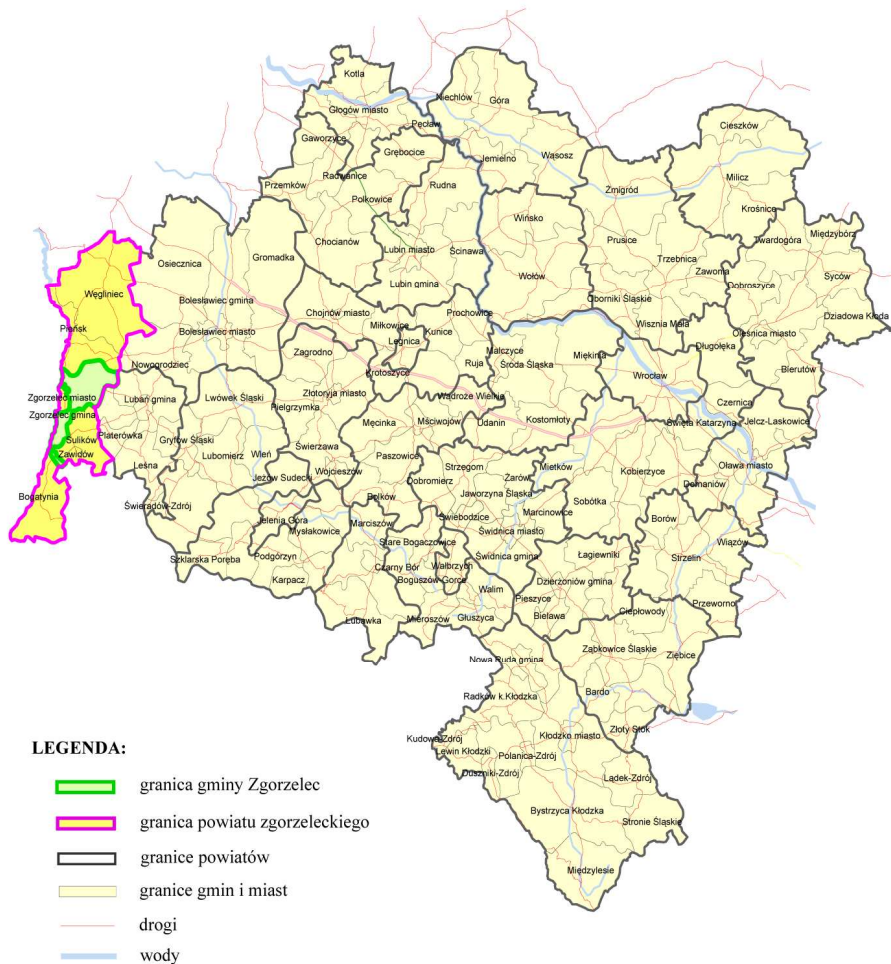 Kotla
Niechlów
Góra
Głogów miasto
Pęcław
Cieszków
Gaworzyce
Grębocice
Jemielno
Wąsosz
Radwanice
Przemków
Rudna
Żmigród
Milicz
Polkowice
Krośnice
Wińsko
Chocianów
Prusice
Twardogóra
Międzybórz
Lubin miasto
Ścinawa
Osiecznica
Gromadka
Trzebnica
Syców
Wołów
Zawonia
Dobroszyce
Lubin gmina
Węgliniec
Bolesławiec gmina
Oborniki Śląskie
Dziadowa Kłoda
Chojnów miasto
Prochowice
Wisznia Mała
Pieńsk
Bolesławiec miasto
Miłkowice
Kunice
Oleśnica miasto
Legnica
Długołęka
Malczyce
Zagrodno
Miękinia
Nowogrodziec
Ruja
Środa Śląska
Krotoszyce
Wrocław
Bierutów
Zgorzelec miasto
Lubań gmina
Lwówek Śląski
Złotoryja miasto
Wądroże Wielkie
Czernica
Pielgrzymka
Zgorzelec gmina
Męcinka
Mściwojów
Udanin
Kostomłoty
Święta Katarzyna
Jelcz-Laskowice
Sulików
Platerówka
Gryfów Śląski
Świerzawa
Zawidów
Lubomierz
Wleń
Paszowice
Strzegom
Mietków
Kobierzyce
Oława miasto
Leśna
Wojcieszów
Dobromierz
Żarów
Domaniów
Jeżów Sudecki
Bogatynia
Bolków
Jaworzyna Śląska
Sobótka
Świeradów-Zdrój
Marcinowice
Świebodzice
Borów
Jelenia Góra
Marciszów
Mysłakowice
Świdnica miasto
Wiązów
Stare Bogaczowice
Szklarska Poręba
Podgórzyn
Świdnica gmina
Łagiewniki
Strzelin
Czarny Bór
Wałbrzych
Karpacz
Boguszów-Gorce
Dzierżoniów gmina
Walim
Pieszyce
Przeworno
Ciepłowody
Lubawka
Mieroszów
Głuszyca
Bielawa
Ząbkowice Śląskie
Ziębice
Nowa Ruda gmina
Radków k.Kłodzka
Bardo
Złoty Stok
Kudowa-Zdrój
Kłodzko miasto
Lewin Kłodzki
Polanica-Zdrój
Duszniki-Zdrój
Lądek-Zdrój
Bystrzyca Kłodzka
Stronie Śląskie
Międzylesie
LEGENDA:
granica gminy Zgorzelec
granica powiatu zgorzeleckiego
granice powiatów
granice gmin i miast
drogi
wody